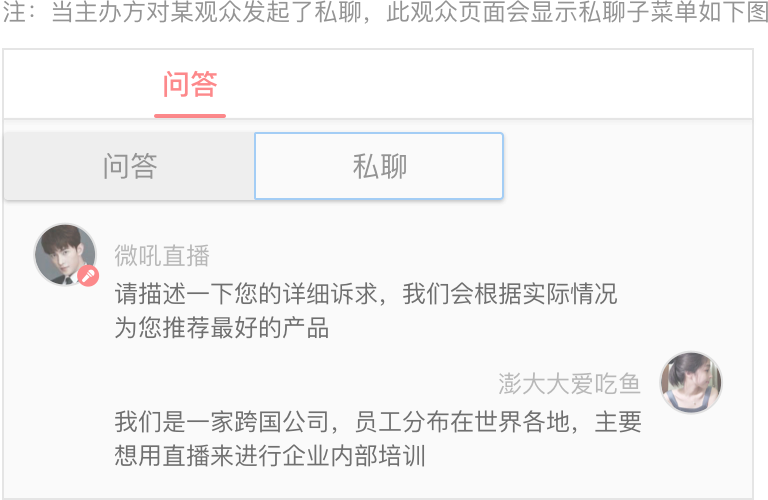 注：当主办方对某观众发起了私聊，此观众页面会显示私聊子菜单如下图
问答
问答
私聊
微吼直播
请描述一下您的详细诉求，我们会根据实际情况
为您推荐最好的产品
澎大大爱吃鱼
我们是一家跨国公司，员工分布在世界各地，主要
想用直播来进行企业内部培训